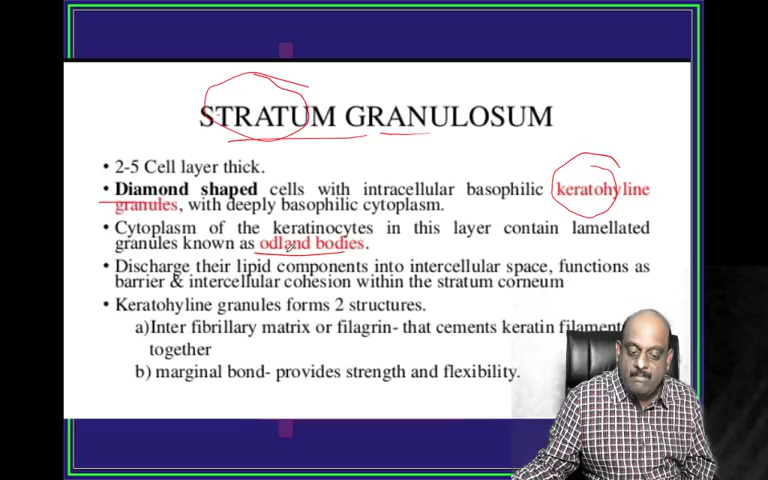 STRATUM GRANULOSUM
• 2-5 Cell layer thick.
• Diamond shaped cells with intracellular basophilic keratohyline
granules, with deeply basophilic cytoplasm.
• Cytoplasm of the keratinocytes in this layer contain lamellated
granules known as odland bodies.
• Discharge their lipid components into intercellular space, functions as
barrier & intercellular cohesion within the stratum corneum
• Keratohyline granules forms 2 structures.
a)Inter fibrillary matrix or filagrin- that cements keratin filament
together
b) marginal bond- provides strength and flexibility.